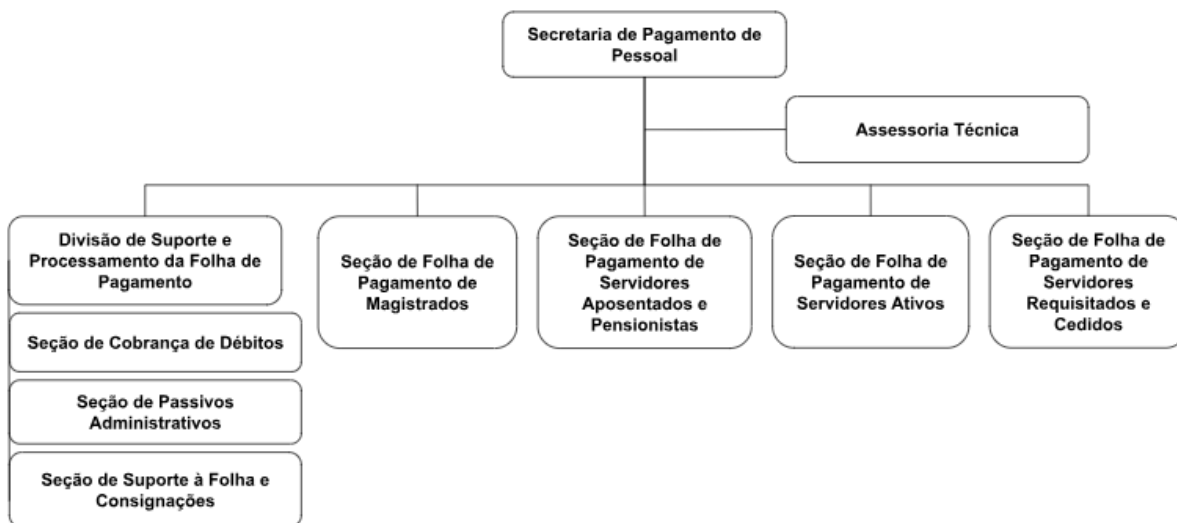 Secretaria de Pagamento de
Pessoal
Assessoria Técnica
Divisão de Suporte e
Processamento da Folha de
Pagamento
Seção de Folha de
Pagamento de
Magistrados
Seção de Folha de
Pagamento de
Servidores
Aposentados e
Pensionistas
Seção de Folha de
Pagamento de
Servidores Ativos
Seção de Folha de
Pagamento de
Servidores
Requisitados e
Cedidos
Seção de Cobrança de Débitos
Seção de Passivos
Administrativos
Seção de Suporte à Folha e
Consignações